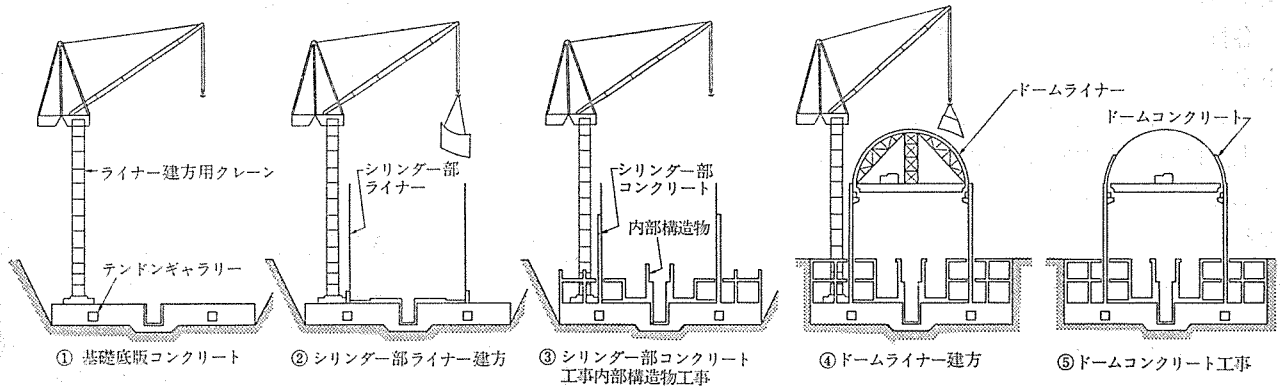 ライナー建方用クレーン
テンドンギャラリー
① 基礎底版コンクリート
シリンダー部
ライナー
② シリンダー部ライナー建方
シリンダー部
コンクリート
内部構造物
③ シリンダー部コンクリート
工事内部構造物工事
ドームライナー
④ドームライナー建方
ドームコンクリート
⑤ドームコンクリート工事